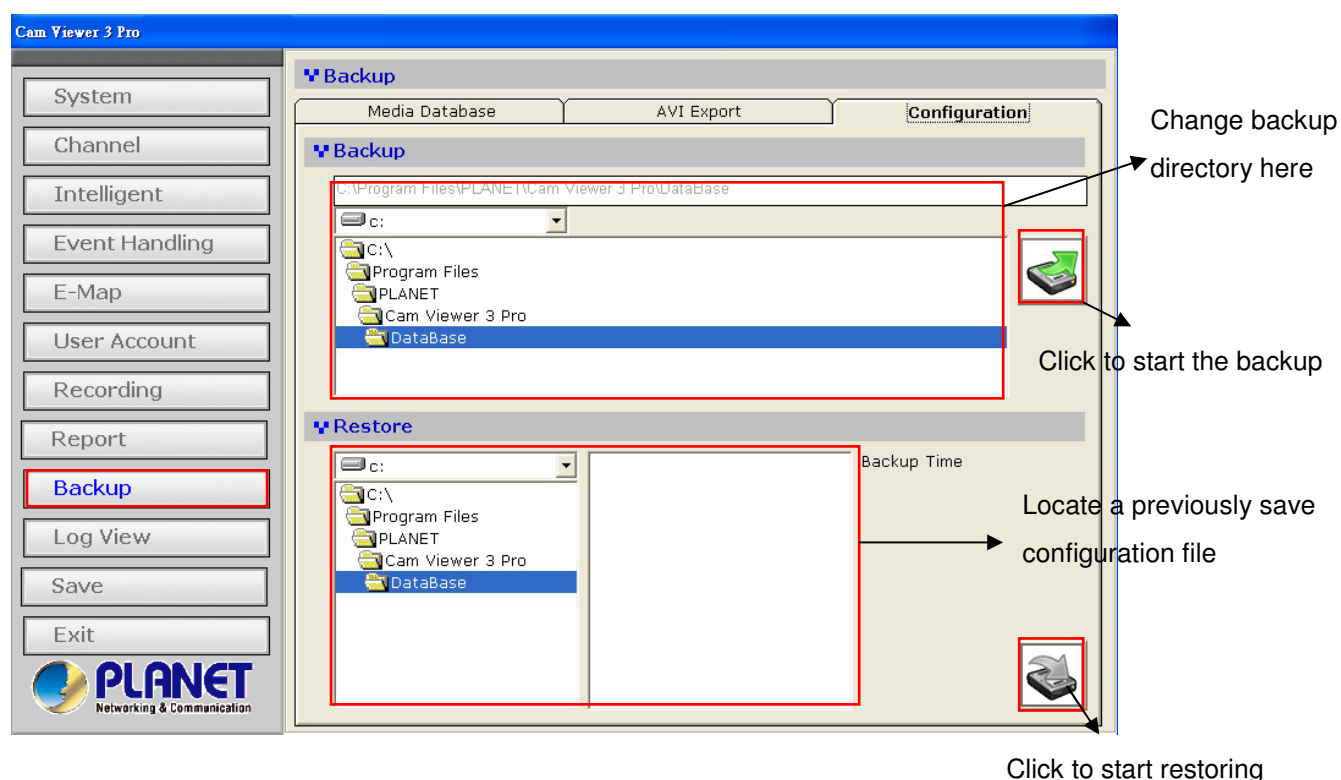 Cam Viewer 3 Pro
System
Channel
Intelligent
Event Handling
E-Map
User Account
Recording
Report
Backup
Log View
Save
Exit
PLANET
Networking & Communication
Backup
Media Database
AVI Export
Configuration
Backup
C:\Program Files\PLANET\Cam Viewer 3 Pro\DataBase
c:
C:\
Program Files
PLANET
Cam Viewer 3 Pro
DataBase
Restore
c:
C:\
Program Files
PLANET
Cam Viewer 3 Pro
DataBase
Backup Time
Change backup
directory here
Click to start the backup
Locate a previously save
configuration file
Click to start restoring